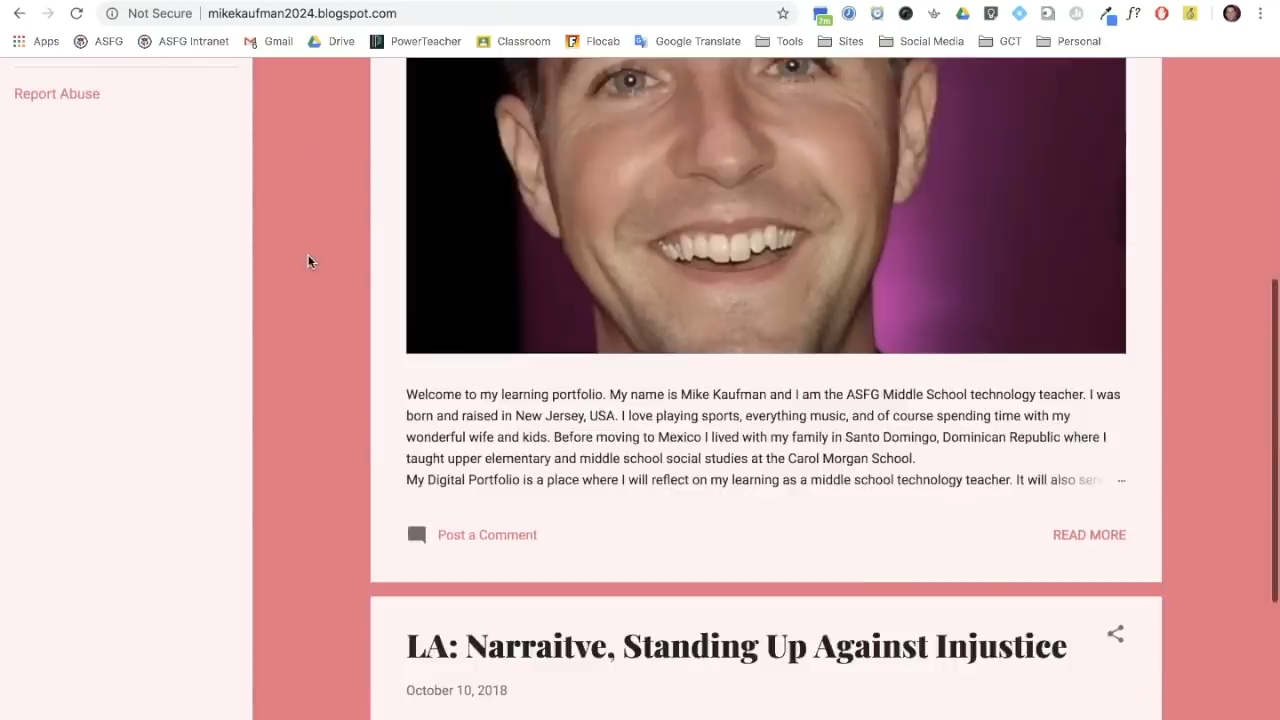 Not Secure mikekaufman2024.blogspot.com
7m
f?
Apps ASFG ASFG Intranet Gmail Drive PowerTeacher Classroom Flocab Google Translate Tools Sites Social Media GCT Personal
Report Abuse
Welcome to my learning portfolio. My name is Mike Kaufman and I am the ASFG Middle School technology teacher. I was
born and raised in New Jersey, USA. I love playing sports, everything music, and of course spending time with my
wonderful wife and kids. Before moving to Mexico I lived with my family in Santo Domingo, Dominican Republic where I
taught upper elementary and middle school social studies at the Carol Morgan School.
My Digital Portfolio is a place where I will reflect on my learning as a middle school technology teacher. It will also ser ...
Post a Comment READ MORE
LA: Narraitve, Standing Up Against Injustice
October 10, 2018